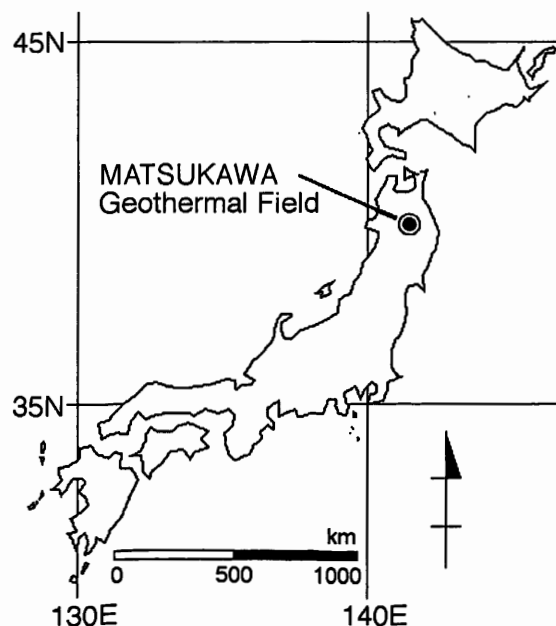 45N
MATSUKAWA
Geothermal Field
35N
km
0 500 1000
130E 140E